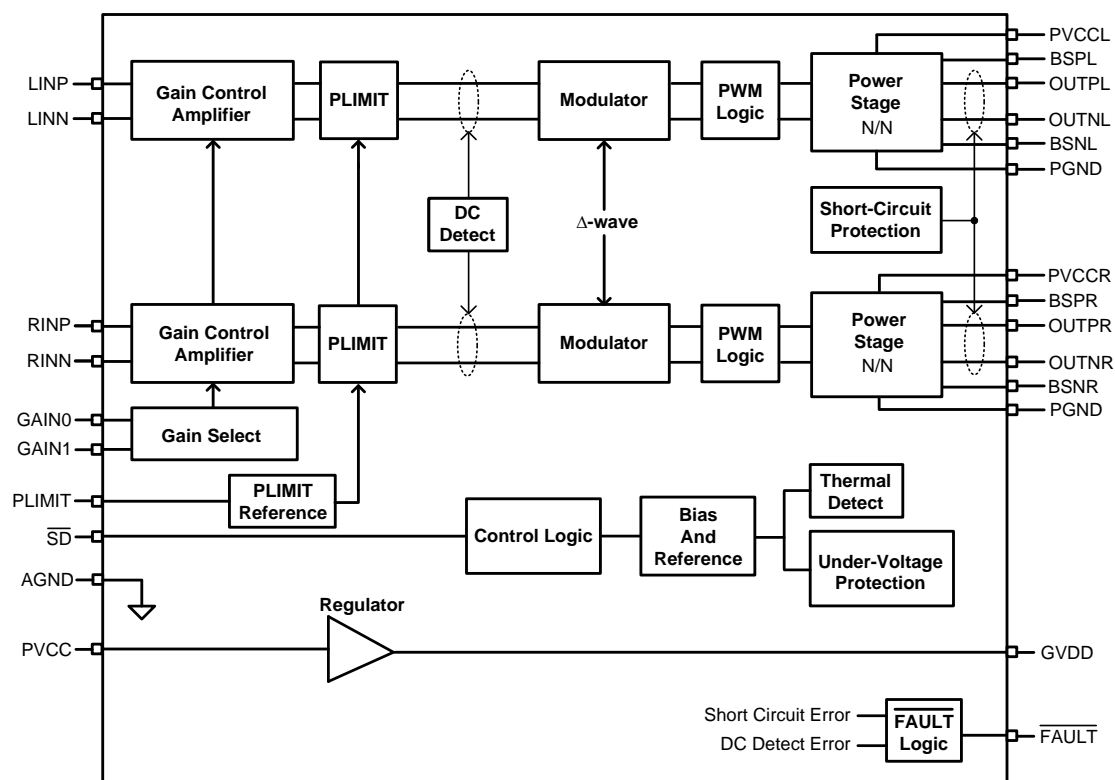 PVCCL
BSPL
LINP
Gain Control
Amplifier
PLIMIT
Modulator
PWM
Logic
Power
Stage
N/N
OUTPL
LINN
OUTNL
BSNL
PGND
DC
Detect
Δ-wave
Short-Circuit
Protection
PVCCR
BSPR
RINP
Gain Control
Amplifier
PLIMIT
Modulator
PWM
Logic
Power
Stage
N/N
OUTPR
RINN
OUTNR
BSNR
PGND
GAIN0
GAIN1
Gain Select
PLIMIT
PLIMIT
Reference
Thermal
Detect
SD
Control Logic
Bias
And
Reference
Under-Voltage
Protection
AGND
Regulator
PVCC
GVDD
Short Circuit Error
DC Detect Error
FAULT
Logic
FAULT